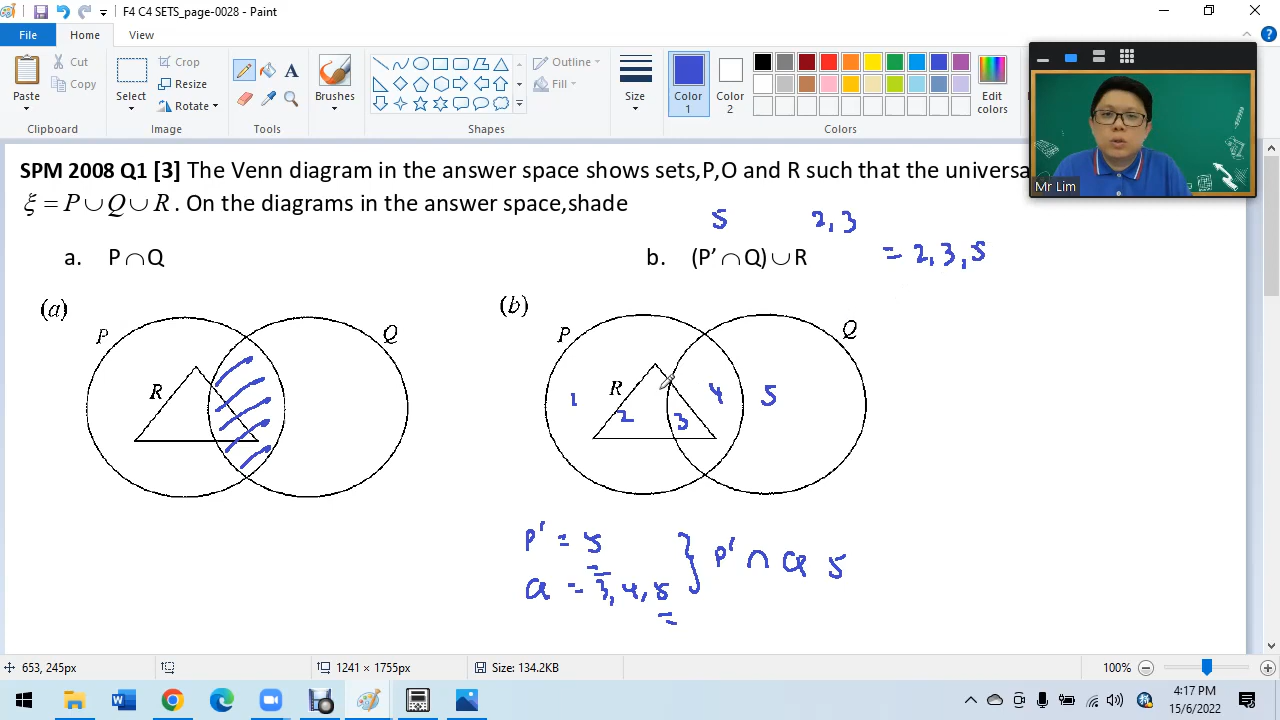 F4 C4 SETS_page-0028 - Paint
File Home View
Paste Cut Copy Clipboard
Select Crop Resize Rotate Image
A Tools
Brushes
Outline Fill Shapes
Size
Color 1 Color 2 Edit colors Colors
Mr Lim
SPM 2008 Q1 [3] The Venn diagram in the answer space shows sets,P,O and R such that the universa
ξ = P ∪ Q ∪ R . On the diagrams in the answer space,shade
5 2, 3
a. P ∩ Q b. (P’ ∩ Q) ∪ R = 2, 3, 5
(a) P Q R
(b) P Q R 1 2 3 4 5
P' = 5
Q = 3, 4, 5 } P' ∩ Q 5
653, 245px 1241 × 1755px Size: 134.2KB 100%
4:17 PM
15/6/2022